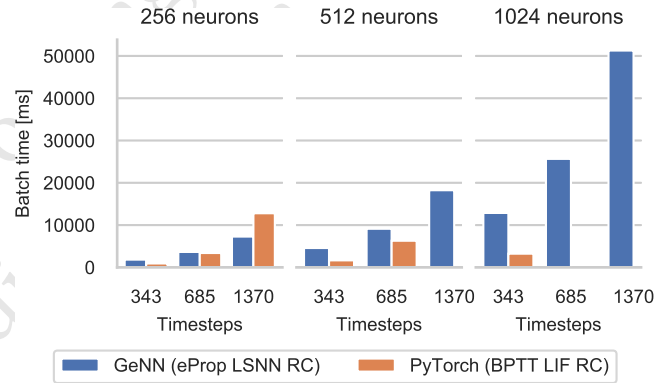 256 neurons 512 neurons 1024 neurons
Batch time [ms]
50000
40000
30000
20000
10000
0
343 685 1370 343 685 1370 343 685 1370
Timesteps Timesteps Timesteps
GeNN (eProp LSNN RC) PyTorch (BPTT LIF RC)